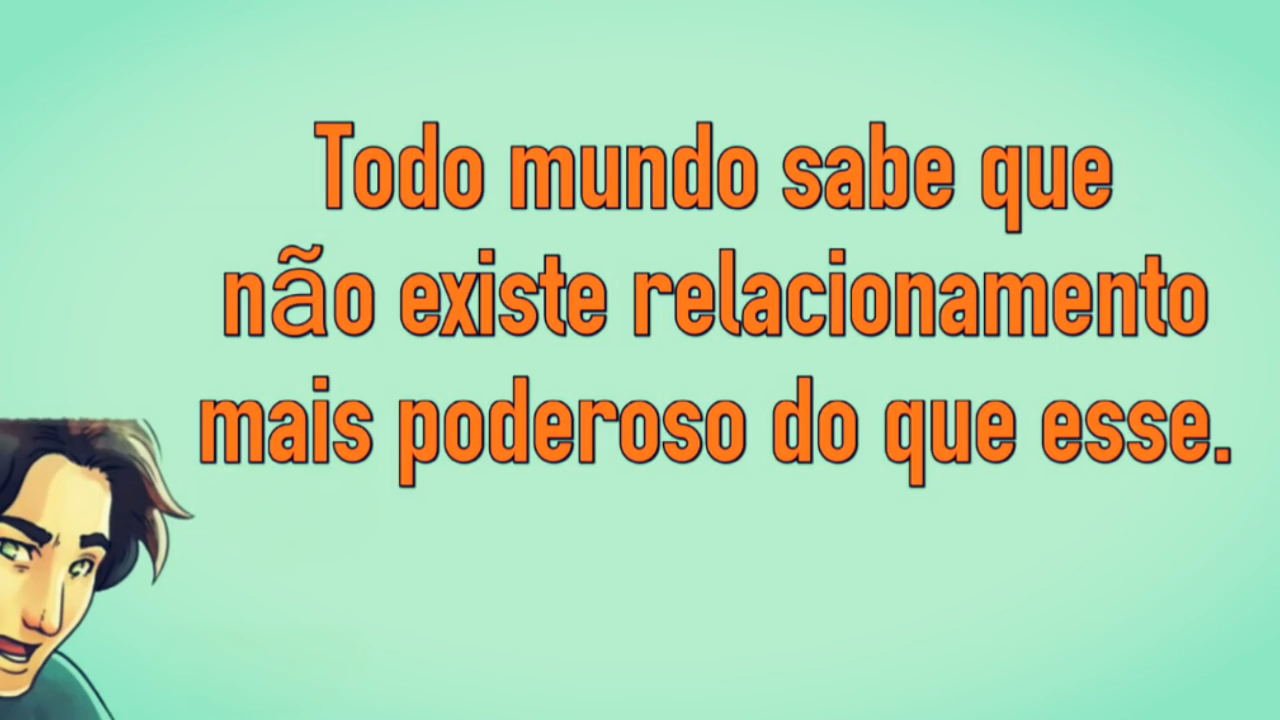 Todo mundo sabe que
não existe relacionamento
mais poderoso do que esse.